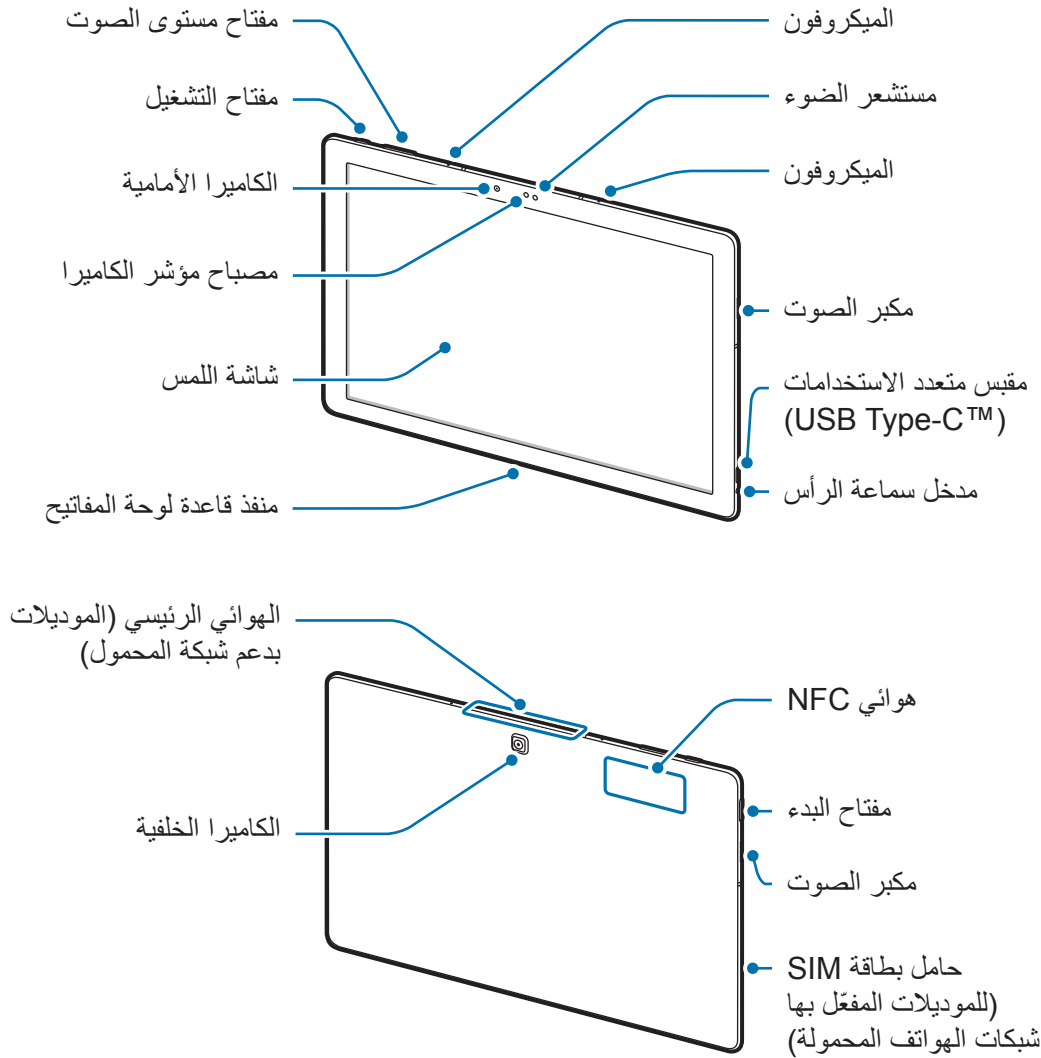 الميكروفون
مستشعر الضوء
الميكروفون
مكبر الصوت
مقبس متعدد الاستخدامات
(USB Type-C™)
مدخل سماعة الرأس
مفتاح مستوى الصوت
مفتاح التشغيل
الكاميرا الأمامية
مصباح مؤشر الكاميرا
شاشة اللمس
منفذ قاعدة لوحة المفاتيح
هوائي NFC
مفتاح البدء
مكبر الصوت
حامل بطاقة SIM
(للموديلات المفعّل بها
شبكات الهواتف المحمولة)
الهوائي الرئيسي (الموديلات
بدعم شبكة المحمول)
الكاميرا الخلفية